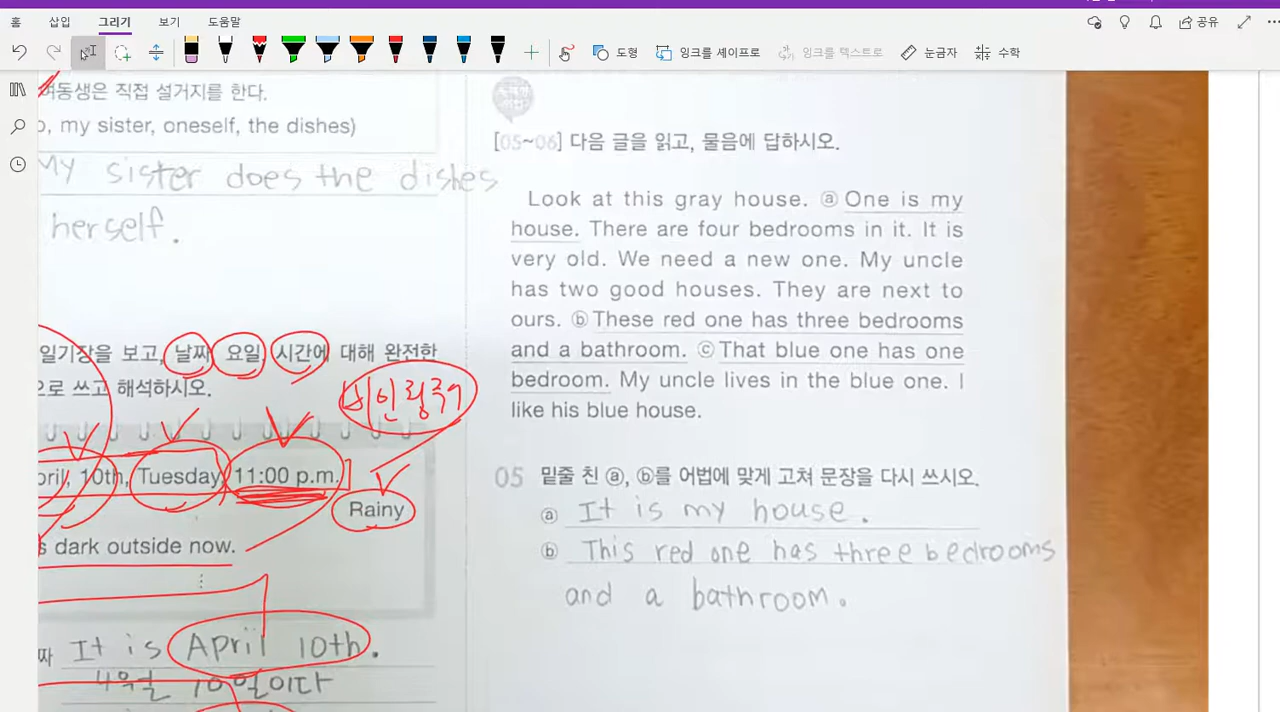 홈 삽입 그리기 보기 도움말
공유
도형 잉크를 셰이프로 잉크를 텍스트로 눈금자 수학
여동생은 직접 설거지를 한다.
o, my sister, oneself, the dishes)
My sister does the dishes
herself.
일기장을 보고, 날짜, 요일, 시간에 대해 완전한
으로 쓰고 해석하시오.
비인칭주어
pril, 10th, Tuesday, 11:00 p.m.
Rainy
s dark outside now.
짜 It is April 10th.
4월 10일이다
[05~06] 다음 글을 읽고, 물음에 답하시오.
Look at this gray house. ⓐ One is my
house. There are four bedrooms in it. It is
very old. We need a new one. My uncle
has two good houses. They are next to
ours. ⓑ These red one has three bedrooms
and a bathroom. ⓒ That blue one has one
bedroom. My uncle lives in the blue one. I
like his blue house.
05 밑줄 친 ⓐ, ⓑ를 어법에 맞게 고쳐 문장을 다시 쓰시오.
ⓐ It is my house.
ⓑ This red one has three bedrooms
and a bathroom.